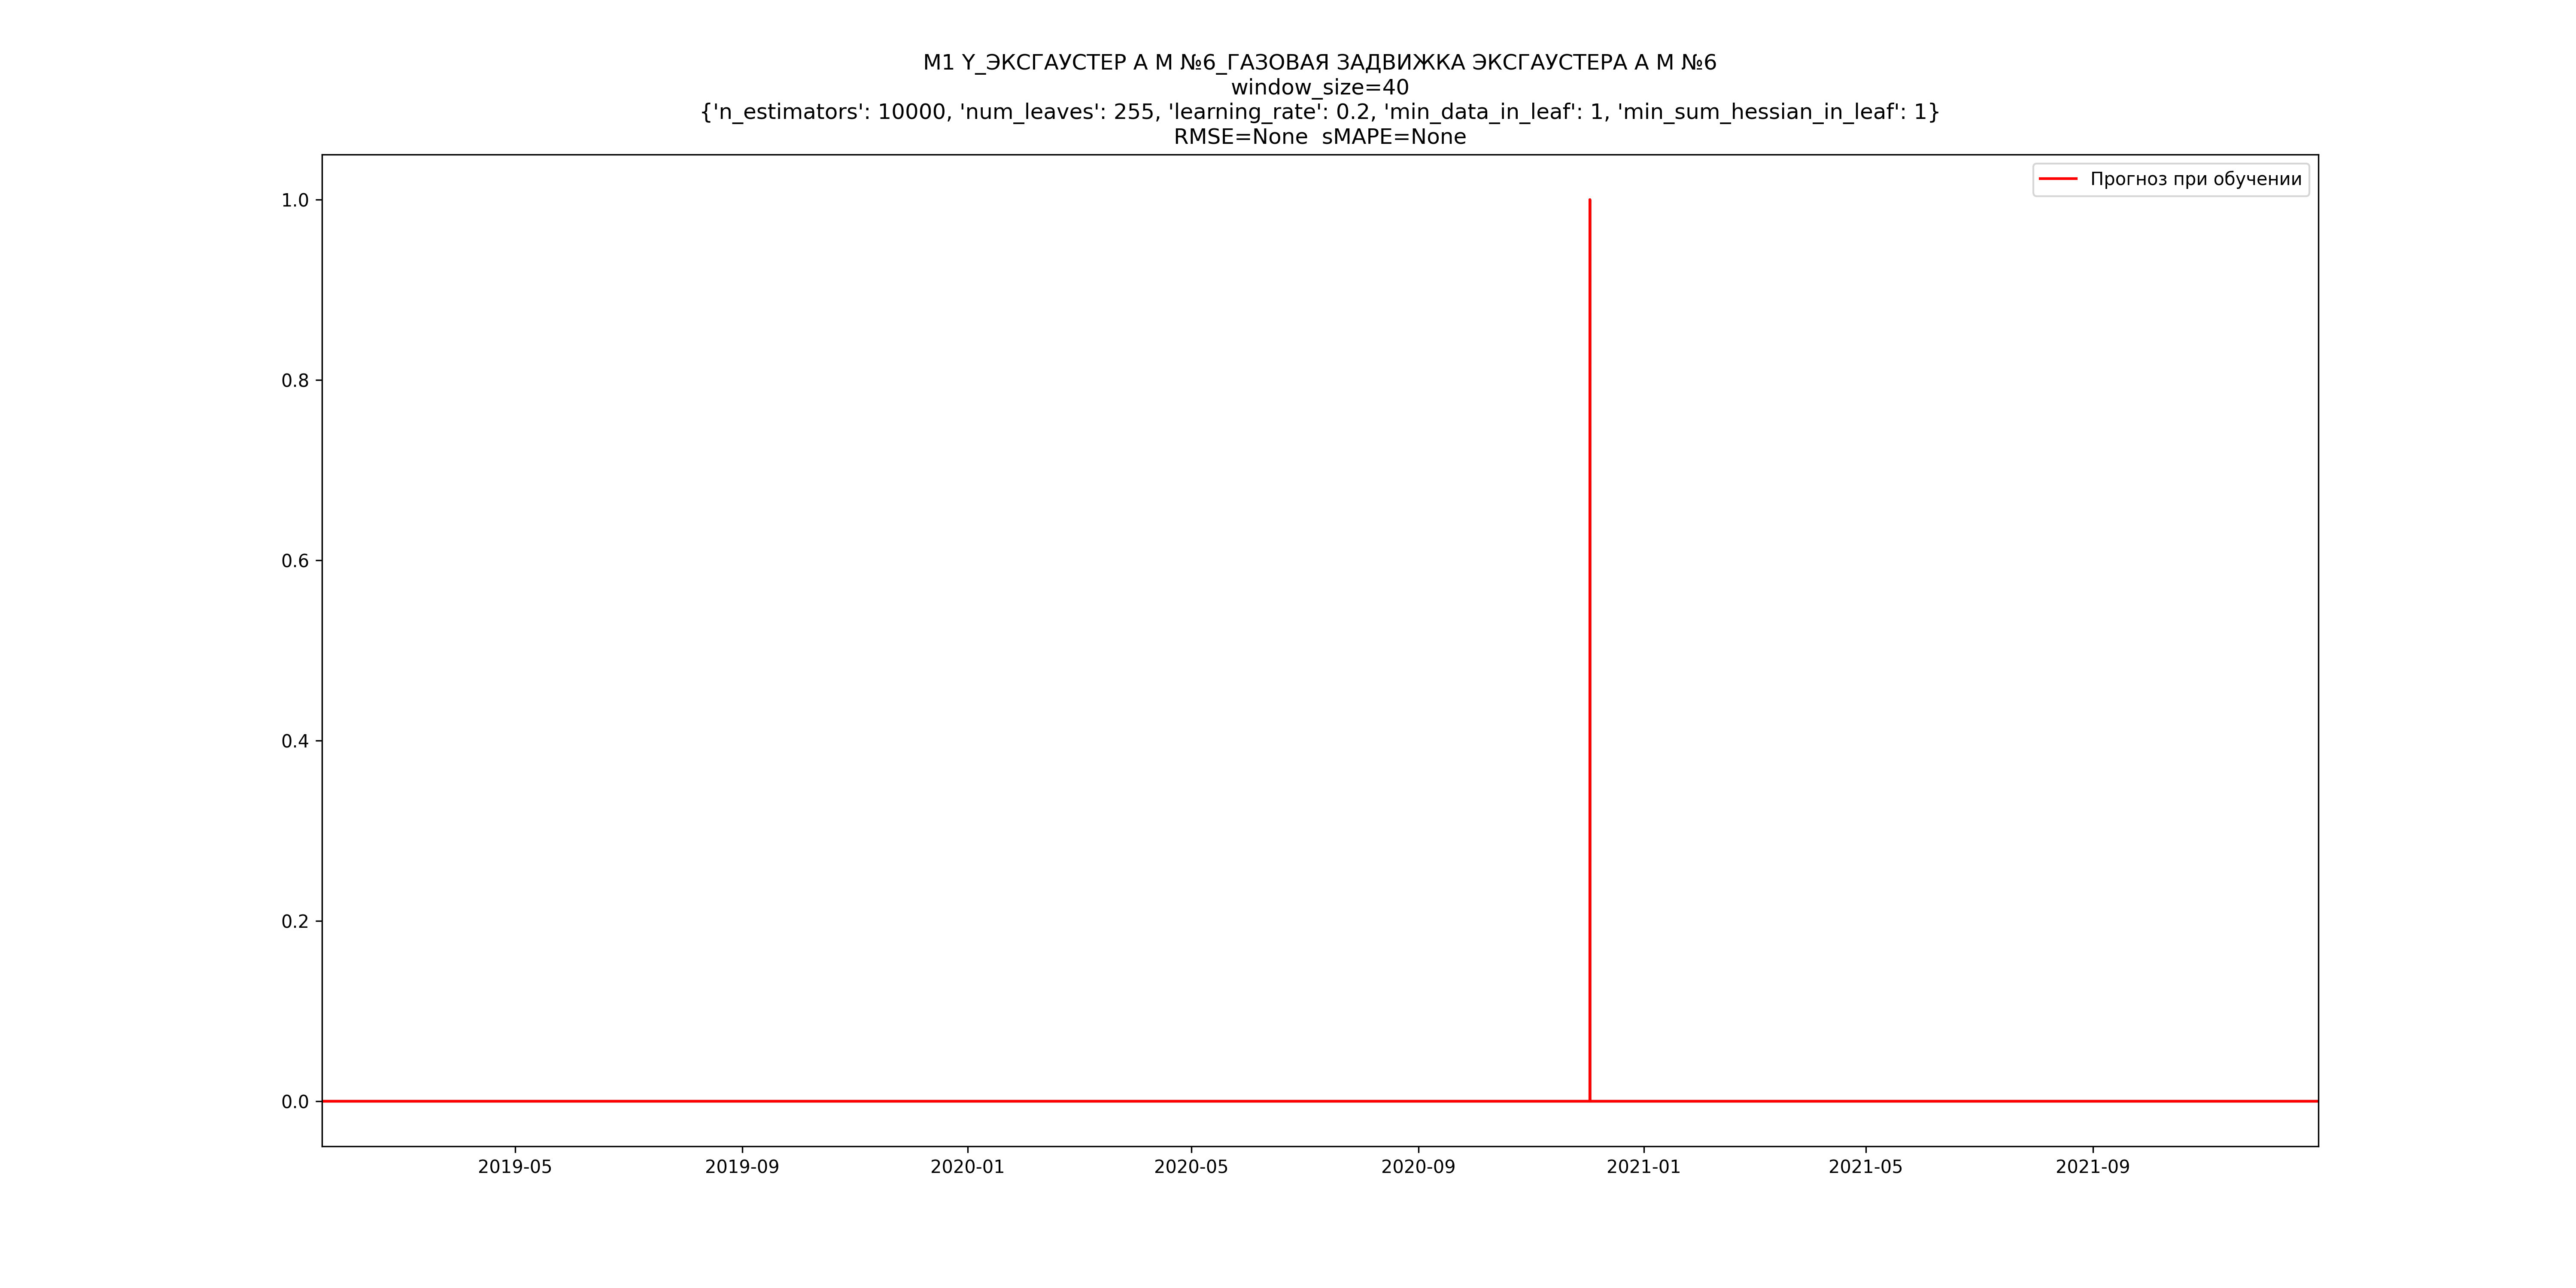 M1 Y_ЭКСГАУСТЕР А М №6_ГАЗОВАЯ ЗАДВИЖКА ЭКСГАУСТЕРА А М №6
window_size=40
{'n_estimators': 10000, 'num_leaves': 255, 'learning_rate': 0.2, 'min_data_in_leaf': 1, 'min_sum_hessian_in_leaf': 1}
RMSE=None  sMAPE=None
Прогноз при обучении
1.0
0.8
0.6
0.4
0.2
0.0
2019-05
2019-09
2020-01
2020-05
2020-09
2021-01
2021-05
2021-09